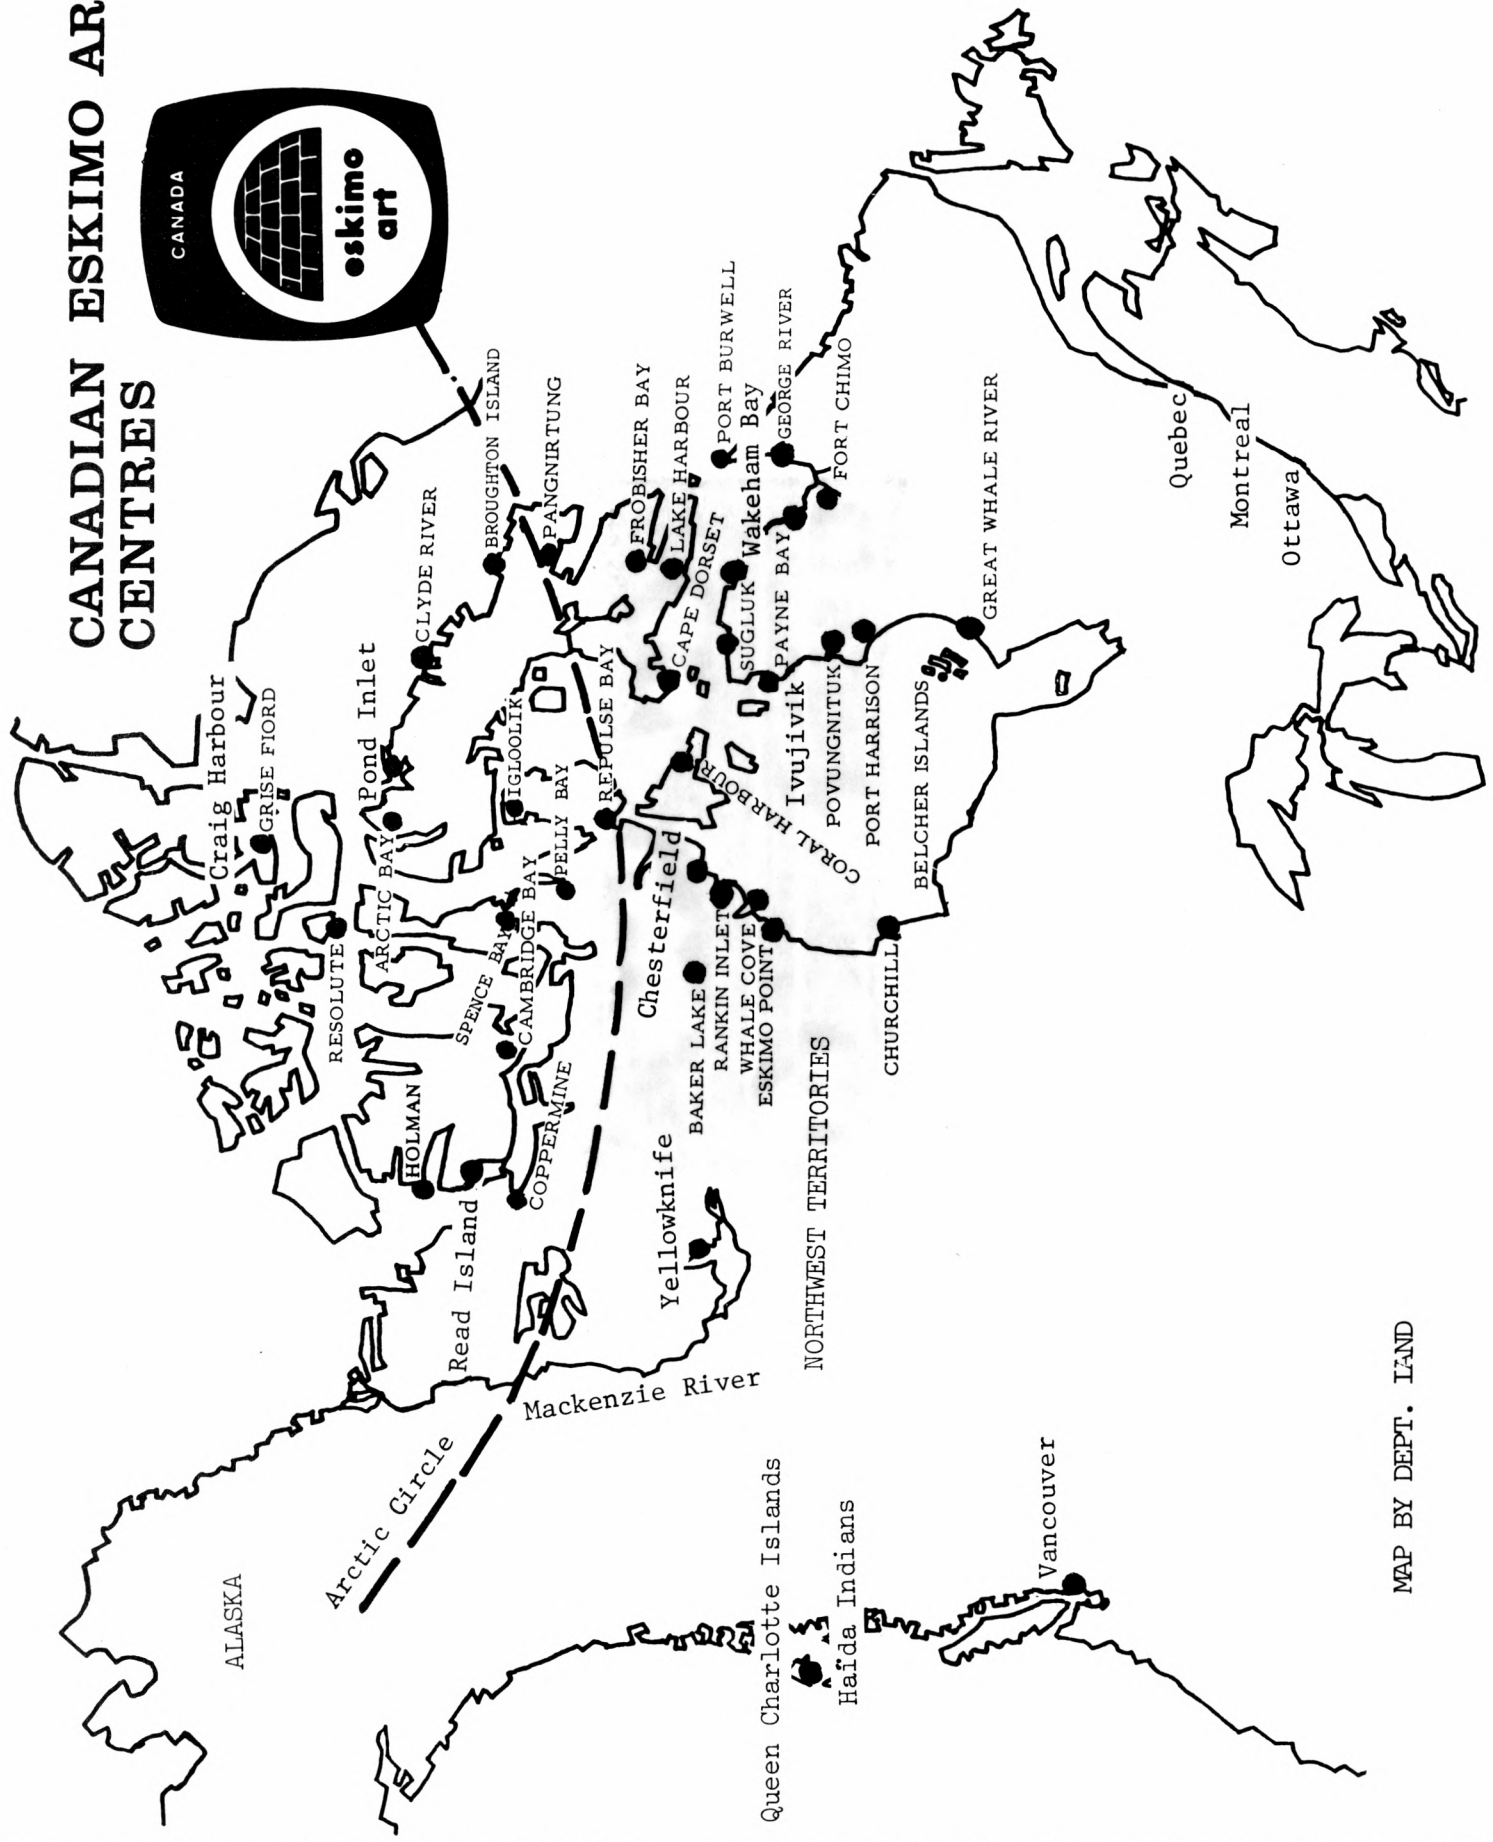 CANADIAN ESKIMO AR
CENTRES
CANADA
eskimo
art
ALASKA
Arctic Circle
Mackenzie River
Read Island
HOLMAN
COPPERMINE
RESOLUTE
SPENCE BAY
CAMBRIDGE BAY
ARCTIC BAY
Craig Harbour
GRISE FIORD
Pond Inlet
CLYDE RIVER
IGLOOLIK
PELLY BAY
REPULSE BAY
BROUGHTON ISLAND
PANGNIRTUNG
FROBISHER BAY
LAKE HARBOUR
CAPE DORSET
PORT BURWELL
Wakeham Bay
SUGLUK
GEORGE RIVER
PAYNE BAY
FORT CHIMO
Ivujivik
POVUNGNITUK
PORT HARRISON
BELCHER ISLANDS
GREAT WHALE RIVER
CORAL HARBOUR
Chesterfield
BAKER LAKE
RANKIN INLET
WHALE COVE
ESKIMO POINT
CHURCHILL
Yellowknife
NORTHWEST TERRITORIES
Queen Charlotte Islands
Haïda Indians
Vancouver
Quebec
Montreal
Ottawa
MAP BY DEPT. IAND